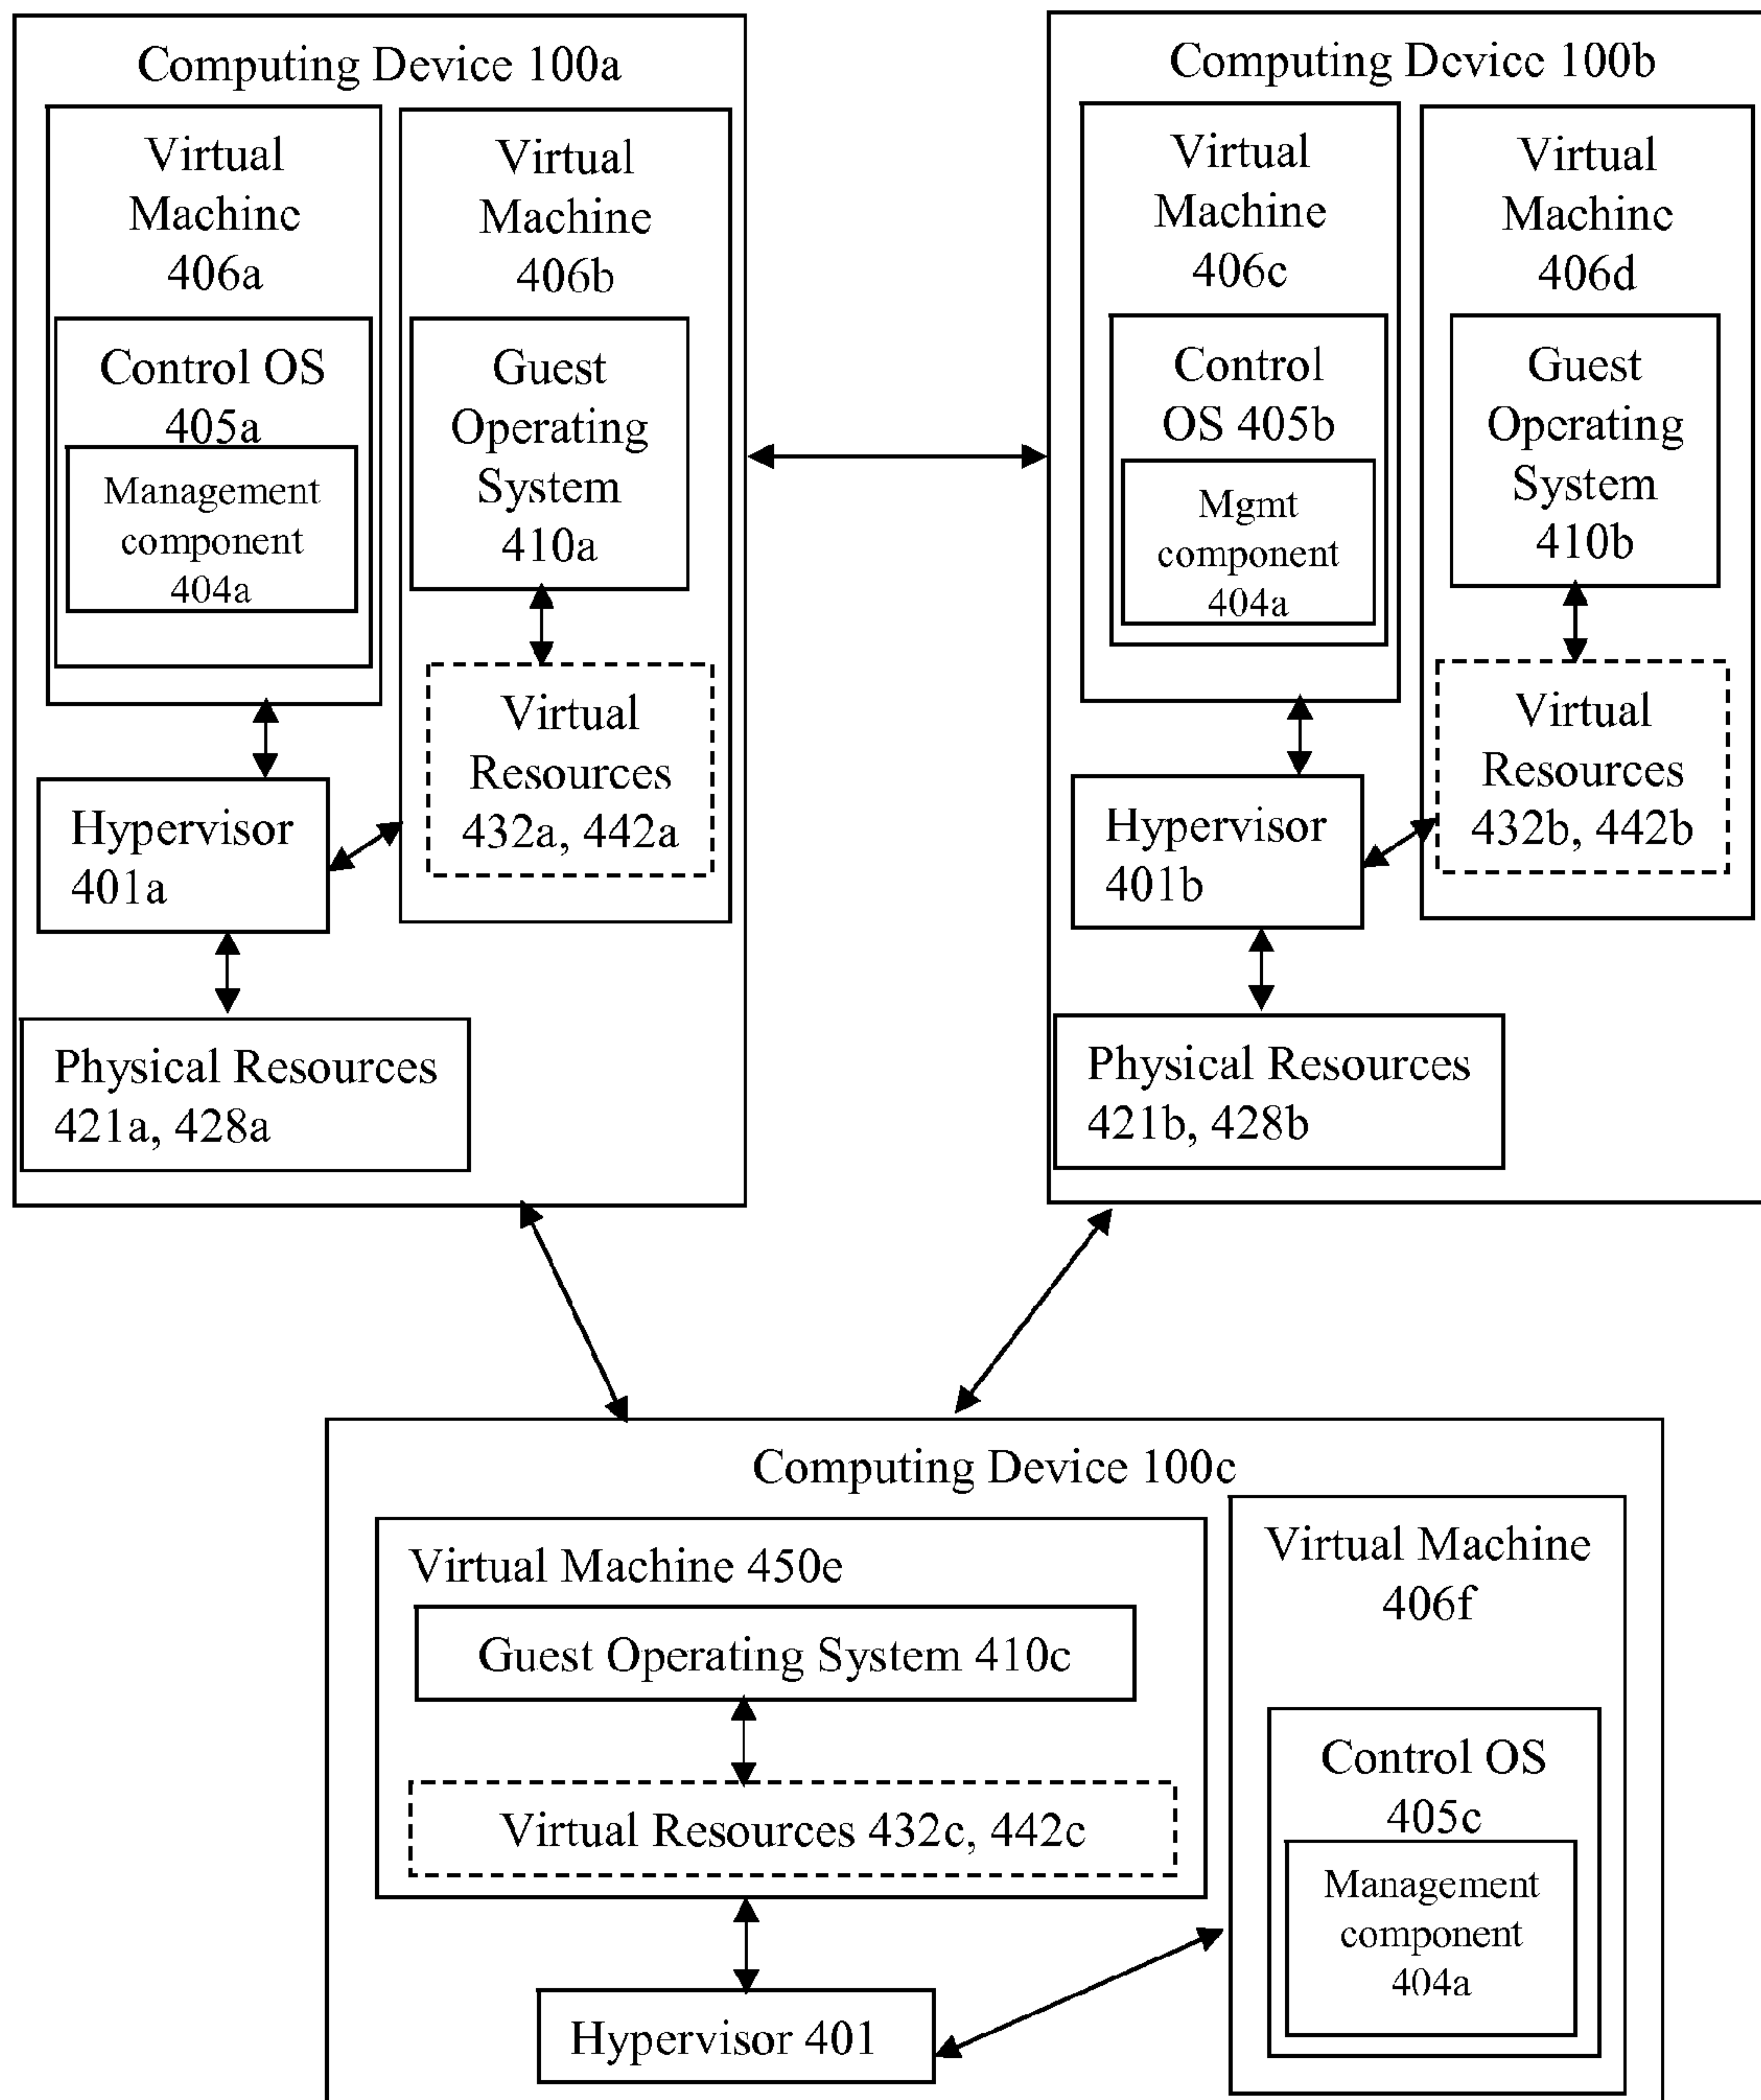 Computing Device 100a
Virtual
Machine
406a
Control OS
405a
Management
component
404a
Virtual
Machine
406b
Guest
Operating
System
410a
Virtual
Resources
432a, 442a
Hypervisor
401a
Physical Resources
421a, 428a
Computing Device 100b
Virtual
Machine
406c
Control
OS 405b
Mgmt
component
404a
Virtual
Machine
406d
Guest
Operating
System
410b
Virtual
Resources
432b, 442b
Hypervisor
401b
Physical Resources
421b, 428b
Computing Device 100c
Virtual Machine 450e
Guest Operating System 410c
Virtual Resources 432c, 442c
Hypervisor 401
Virtual Machine
406f
Control OS
405c
Management
component
404a